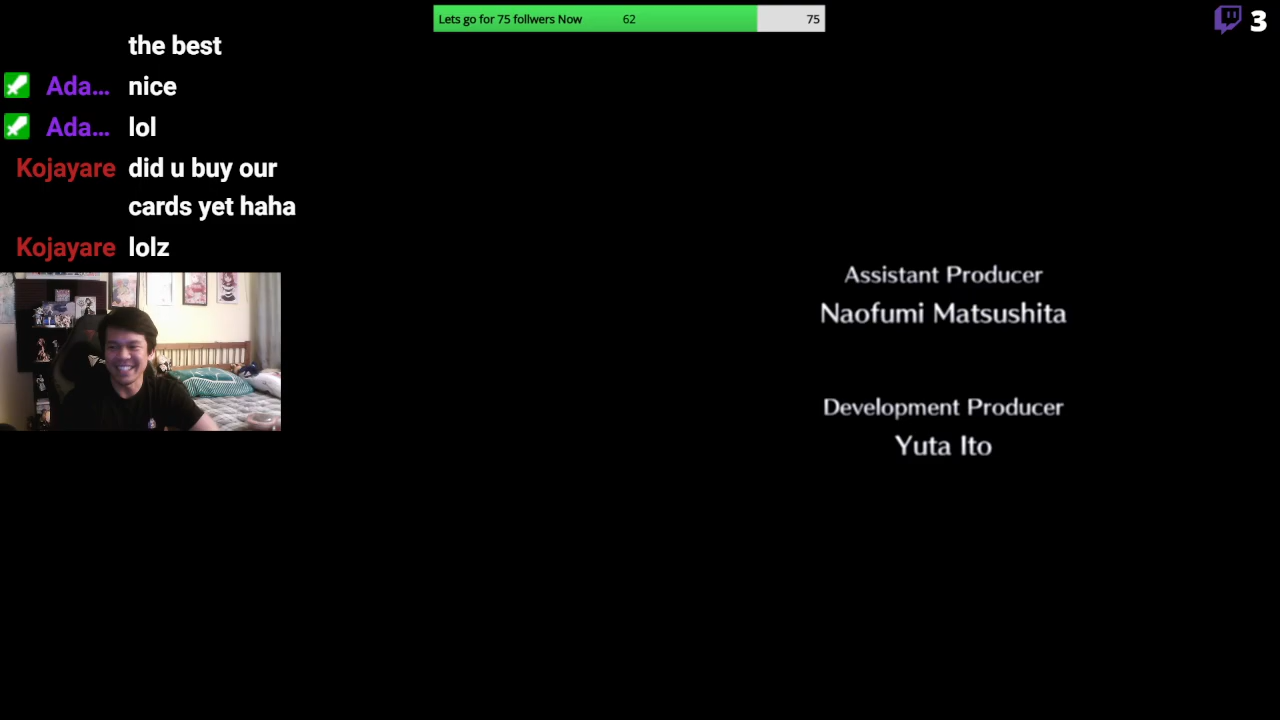 Lets go for 75 follwers Now 62 75
3
the best
Ada... nice
Ada... lol
Kojayare did u buy our
cards yet haha
Kojayare lolz
Assistant Producer
Naofumi Matsushita
Development Producer
Yuta Ito